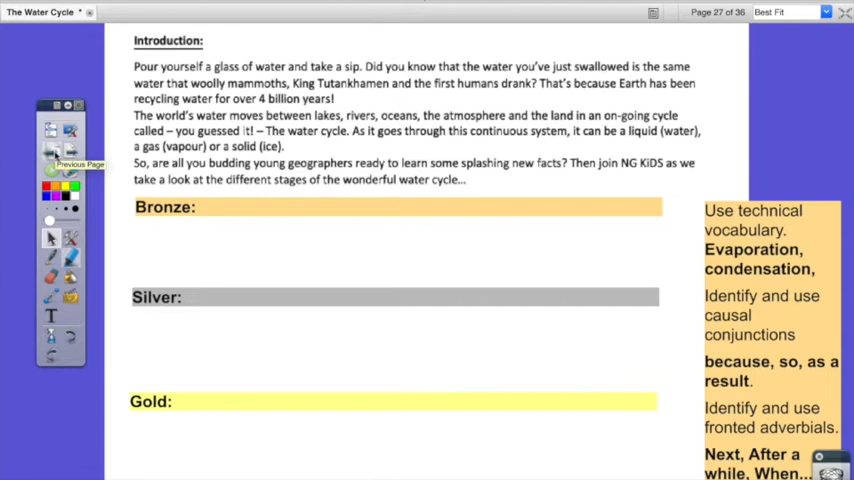 The Water Cycle *
Page 27 of 36
Best Fit
Introduction:
Pour yourself a glass of water and take a sip. Did you know that the water you've just swallowed is the same
water that woolly mammoths, King Tutankhamen and the first humans drank? That's because Earth has been
recycling water for over 4 billion years!
The world's water moves between lakes, rivers, oceans, the atmosphere and the land in an on-going cycle
called – you guessed it! – The water cycle. As it goes through this continuous system, it can be a liquid (water),
a gas (vapour) or a solid (ice).
So, are all you budding young geographers ready to learn some splashing new facts? Then join NG KiDS as we
take a look at the different stages of the wonderful water cycle...
Previous Page
T
Bronze:
Silver:
Gold:
Use technical
vocabulary.
Evaporation,
condensation,
Identify and use
causal
conjunctions
because, so, as a
result.
Identify and use
fronted adverbials.
Next, After a
while, When...